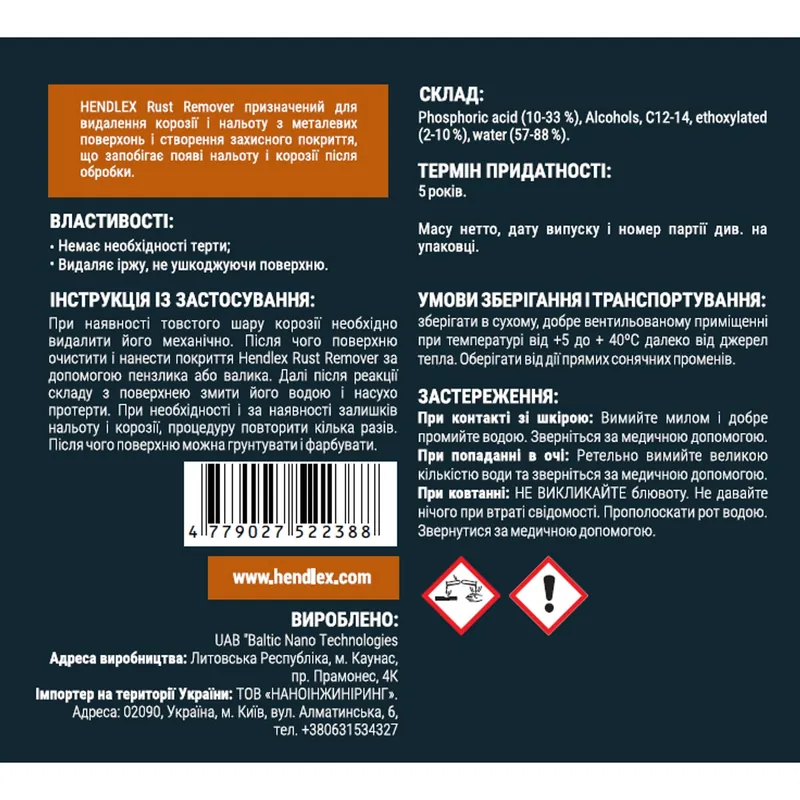 HENDLEX Rust Remover призначений для
видалення корозії і нальоту з металевих
поверхонь і створення захисного покриття,
що запобігає появі нальоту і корозії після
обробки.
ВЛАСТИВОСТІ:
• Немає необхідності терти;
• Видаляє іржу, не ушкоджуючи поверхню.
ІНСТРУКЦІЯ ІЗ ЗАСТОСУВАННЯ:
При наявності товстого шару корозії необхідно
видалити його механічно. Після чого поверхню
очистити і нанести покриття Hendlex Rust Remover за
допомогою пензлика або валика. Далі після реакції
складу з поверхнею змити його водою і насухо
протерти. При необхідності і за наявності залишків
нальоту і корозії, процедуру повторити кілька разів.
Після чого поверхню можна грунтувати і фарбувати.
4 779027 522388
www.hendlex.com
ВИРОБЛЕНО:
UAB "Baltic Nano Technologies
Адреса виробництва: Литовська Республіка, м. Каунас,
пр. Прамонес, 4К
Імпортер на території України: ТОВ «НАНОІНЖИНІРИНГ».
Адреса: 02090, Україна, м. Київ, вул. Алматинська, 6,
тел. +380631534327
СКЛАД:
Phosphoric acid (10-33 %), Alcohols, C12-14, ethoxylated
(2-10 %), water (57-88 %).
ТЕРМІН ПРИДАТНОСТІ:
5 років.
Масу нетто, дату випуску і номер партії див. на
упаковці.
УМОВИ ЗБЕРІГАННЯ І ТРАНСПОРТУВАННЯ:
зберігати в сухому, добре вентильованому приміщенні
при температурі від +5 до + 40ºC далеко від джерел
тепла. Оберігати від дії прямих сонячних променів.
ЗАСТЕРЕЖЕННЯ:
При контакті зі шкірою: Вимийте милом і добре
промийте водою. Зверніться за медичною допомогою.
При попаданні в очі: Ретельно вимийте великою
кількістю води та зверніться за медичною допомогою.
При ковтанні: НЕ ВИКЛИКАЙТЕ блювоту. Не давайте
нічого при втраті свідомості. Прополоскати рот водою.
Звернутися за медичною допомогою.